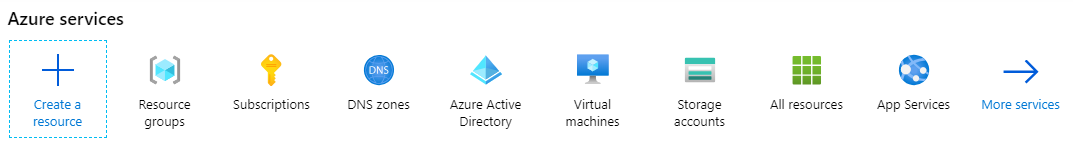 Azure services
DNS
Create a
resource
Resource
groups
Subscriptions
DNS zones
Azure Active
Directory
Virtual
machines
Storage
accounts
All resources
App Services
More services